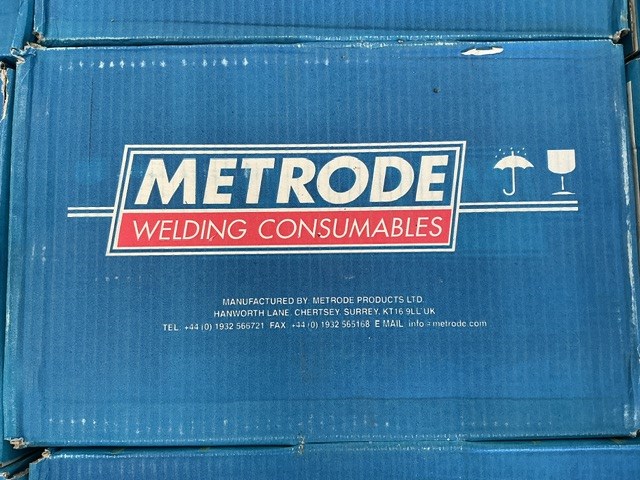 METRODE
WELDING CONSUMABLES
MANUFACTURED BY: METRODE PRODUCTS LTD
HANWORTH LANE, CHERTSEY, SURREY, KT16 9LL UK
TEL: +44 (0) 1932 566721 FAX: +44 (0) 1932 565168 E MAIL: info@metrode.com